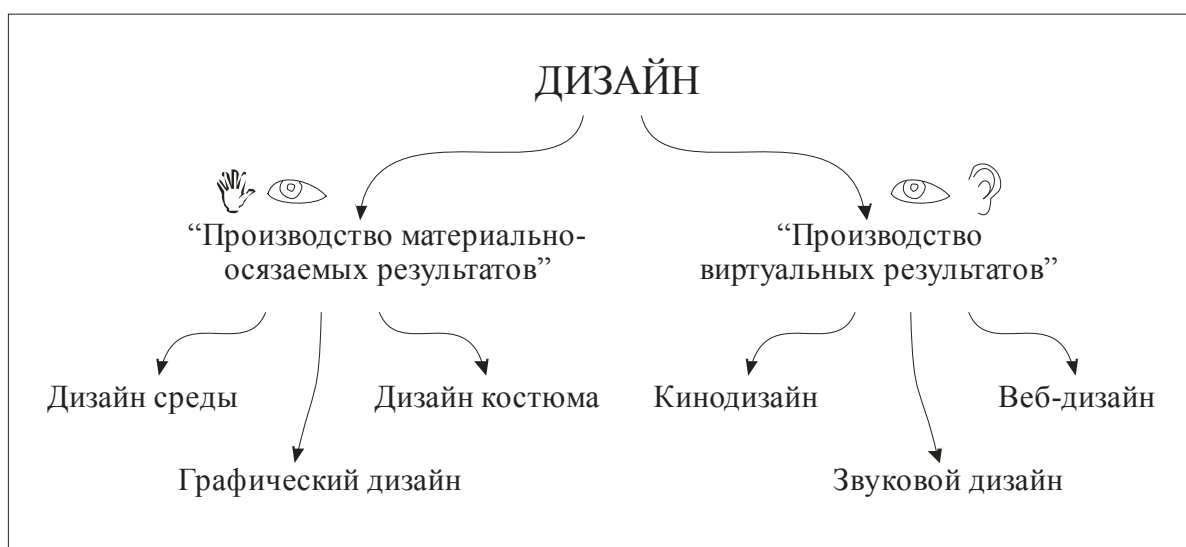 ДИЗАЙН
“Производство материально-
осязаемых результатов”
“Производство
виртуальных результатов”
Дизайн среды
Дизайн костюма
Кинодизайн
Веб-дизайн
Графический дизайн
Звуковой дизайн